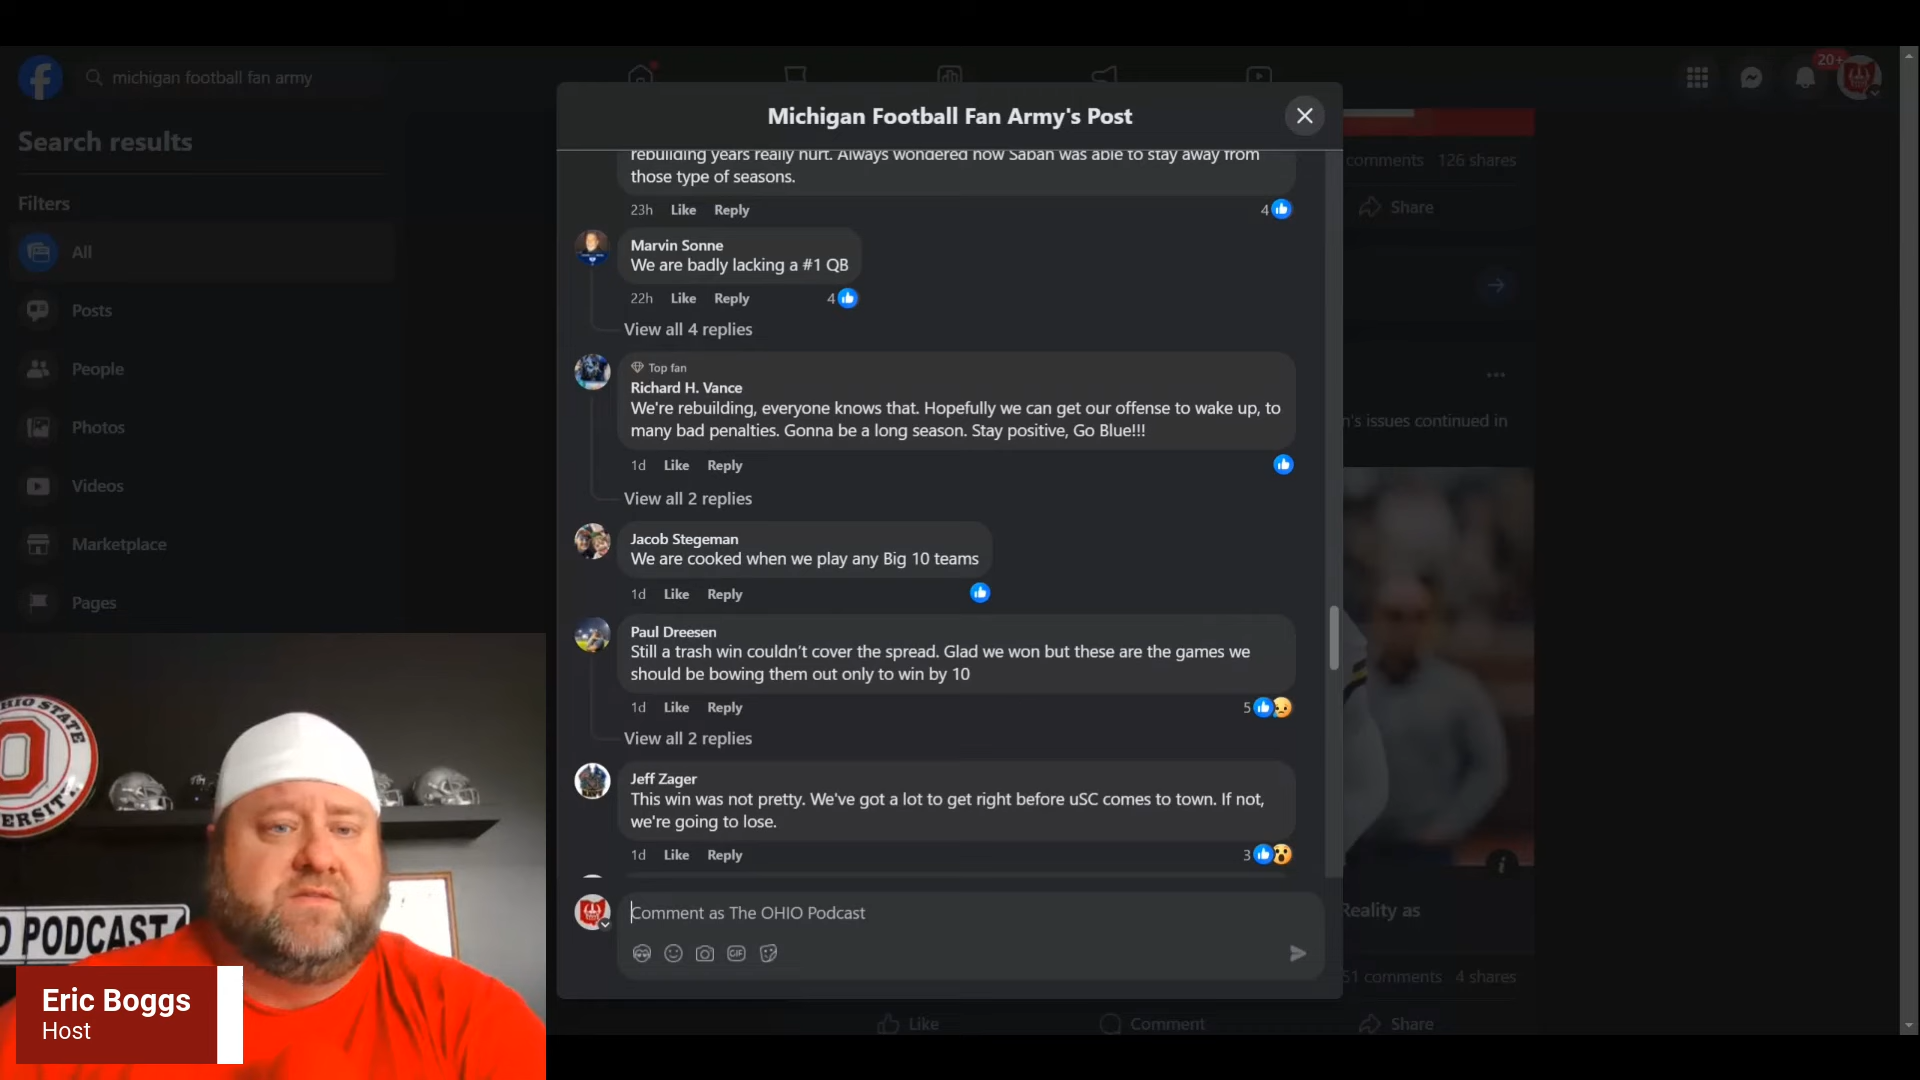 michigan football fan army
20+
Search results
Filters
All
Posts
People
Photos
Videos
Marketplace
Pages
Michigan Football Fan Army's Post
rebuilding years really hurt. Always wondered how Saban was able to stay away from
those type of seasons.
23h Like Reply 4
Marvin Sonne
We are badly lacking a #1 QB
22h Like Reply 4
View all 4 replies
Top fan
Richard H. Vance
We're rebuilding, everyone knows that. Hopefully we can get our offense to wake up, to
many bad penalties. Gonna be a long season. Stay positive, Go Blue!!!
1d Like Reply
View all 2 replies
Jacob Stegeman
We are cooked when we play any Big 10 teams
1d Like Reply
Paul Dreesen
Still a trash win couldn't cover the spread. Glad we won but these are the games we
should be bowing them out only to win by 10
1d Like Reply 5
View all 2 replies
Jeff Zager
This win was not pretty. We've got a lot to get right before uSC comes to town. If not,
we're going to lose.
1d Like Reply 3
Comment as The OHIO Podcast
GIF
comments 126 shares
Share
n's issues continued in
Reality as
51 comments 4 shares
Like Comment Share
HIO STATE
ERSIT
O PODCAST
Eric Boggs
Host